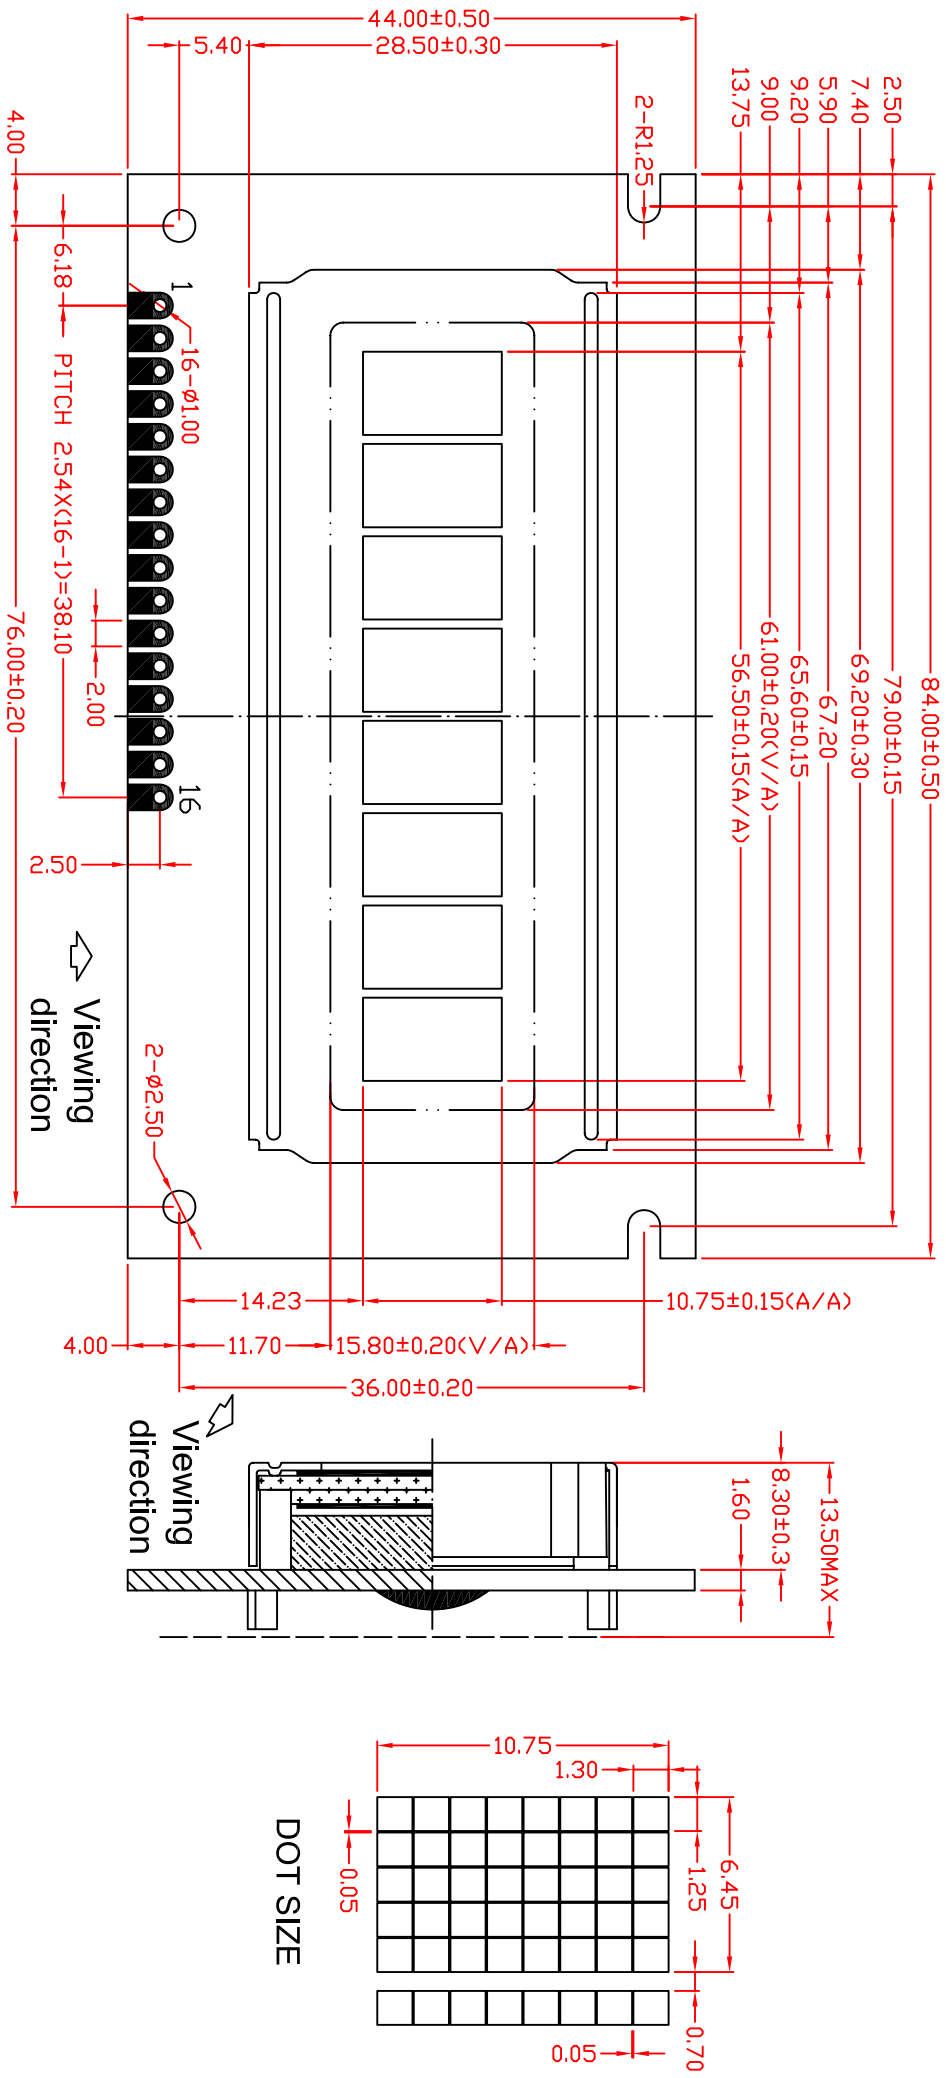 84.00±0.50
2.50
79.00±0.15
7.40
69.20±0.30
5.90
67.20
9.20
65.60±0.15
9.00
61.00±0.20(V/A)
13.75
56.50±0.15(A/A)
2-R1.25
44.00±0.50
28.50±0.30
5.40
1
16
16-ø1.00
6.18
PITCH 2.54X(16-1)=38.10
2.00
2.50
4.00
76.00±0.20
2-ø2.50
Viewing
direction
10.75±0.15(A/A)
14.23
15.80±0.20(V/A)
11.70
4.00
36.00±0.20
13.50MAX
8.30±0.3
1.60
Viewing
direction
6.45
1.25
0.70
10.75
1.30
0.05
0.05
DOT SIZE